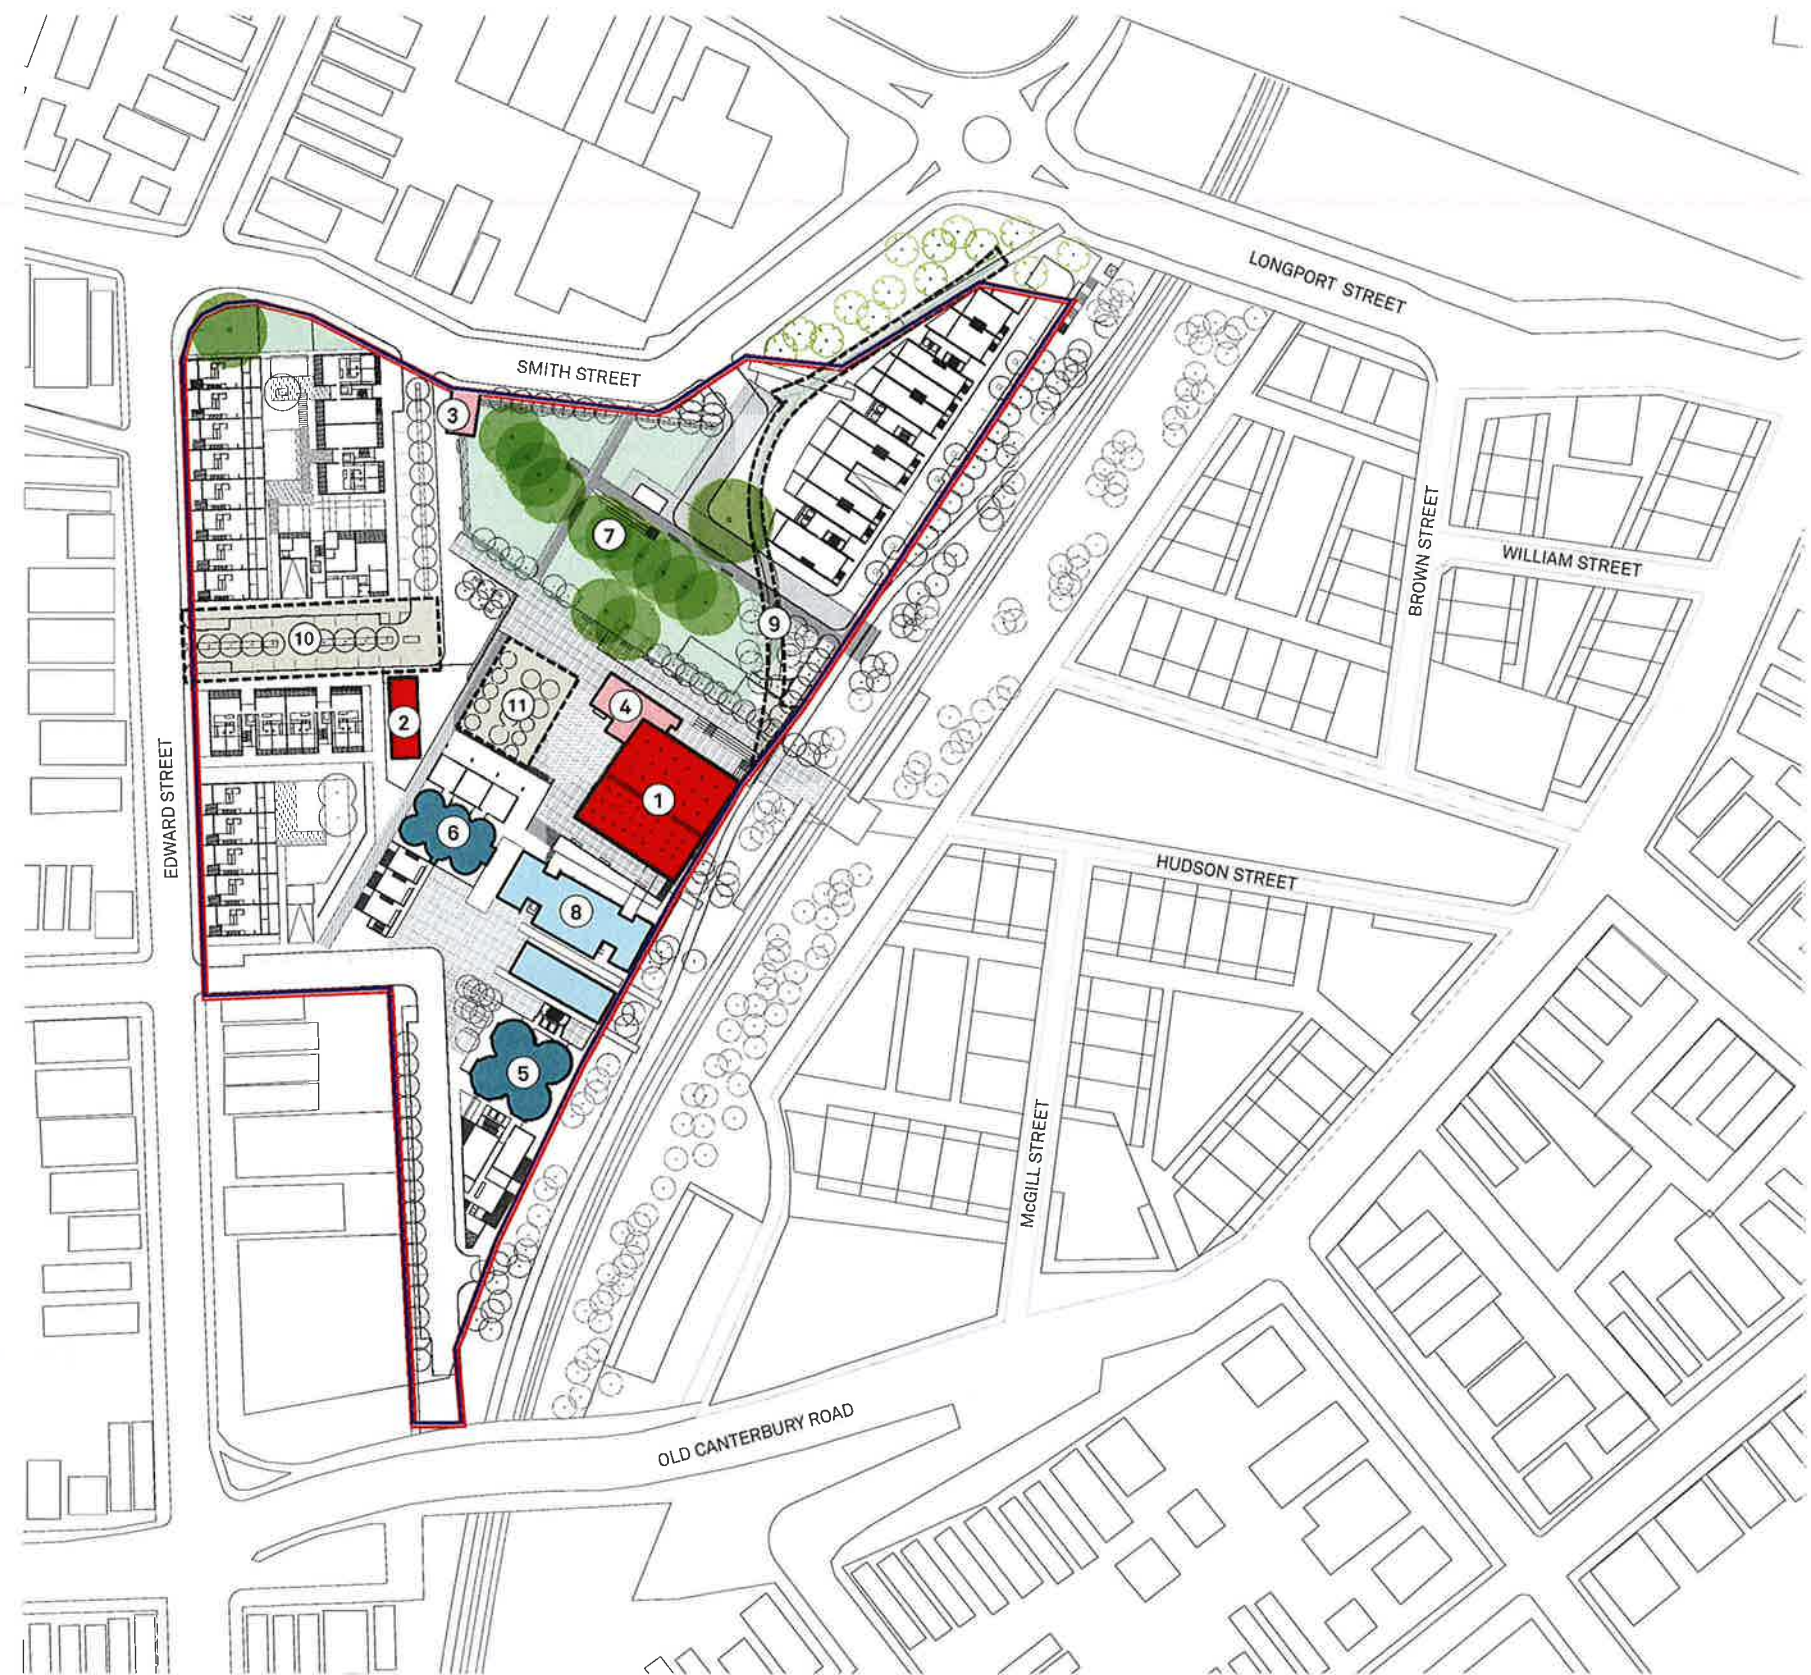 LONGPORT STREET
SMITH STREET
3
7
BROWN STREET
WILLIAM STREET
9
10
11
4
2
EDWARD STREET
1
6
HUDSON STREET
8
5
McGILL STREET
OLD CANTERBURY ROAD